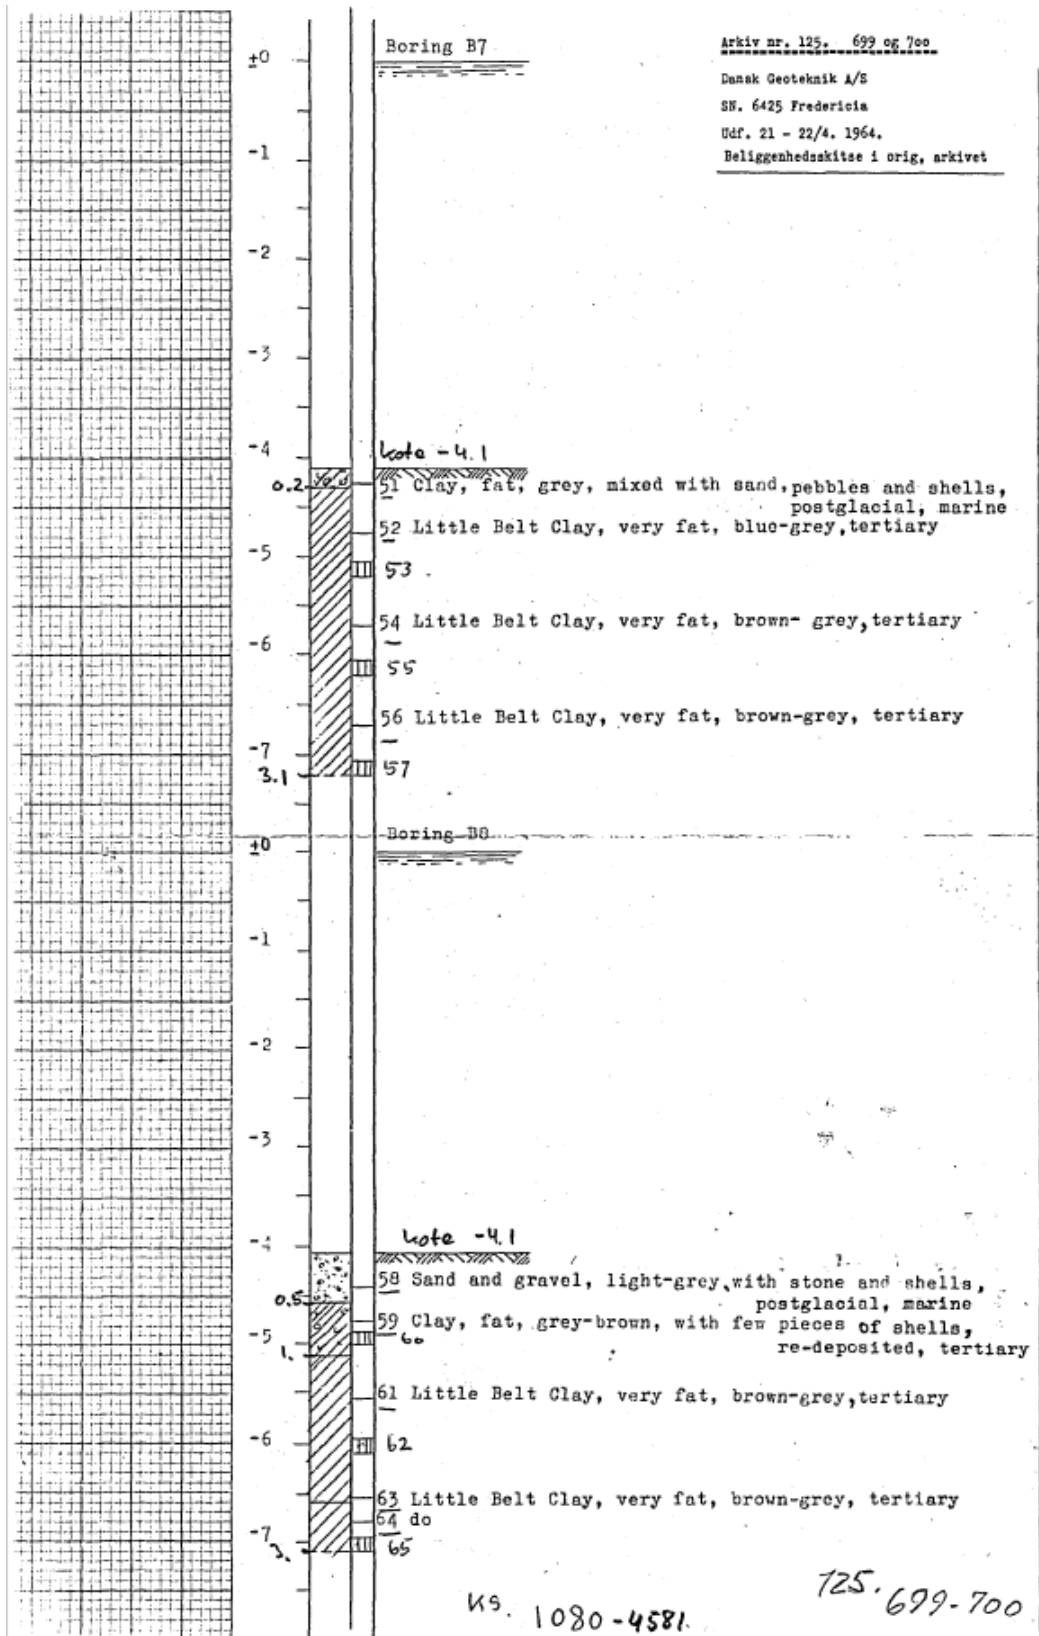 Boring B7
Arkiv nr. 125. 699 og 700
Dansk Geoteknik A/S
SN. 6425 Fredericia
Udf. 21 - 22/4. 1964.
Beliggenhedsskitse i orig. arkivet
±0
-1
-2
-3
-4
kote -4.1
0.2
51 Clay, fat, grey, mixed with sand, pebbles and shells,
postglacial, marine
52 Little Belt Clay, very fat, blue-grey, tertiary
-5
53
54 Little Belt Clay, very fat, brown- grey, tertiary
-6
55
56 Little Belt Clay, very fat, brown-grey, tertiary
-7
57
3.1
Boring B8
±0
-1
-2
-3
kote -4.1
-4
58 Sand and gravel, light-grey, with stone and shells,
0.5
postglacial, marine
59 Clay, fat, grey-brown, with few pieces of shells,
-5
60
re-deposited, tertiary
1.
61 Little Belt Clay, very fat, brown-grey, tertiary
-6
62
63 Little Belt Clay, very fat, brown-grey, tertiary
64 do
-7
65
3.
KS. 1080-4581.
125. 699-700